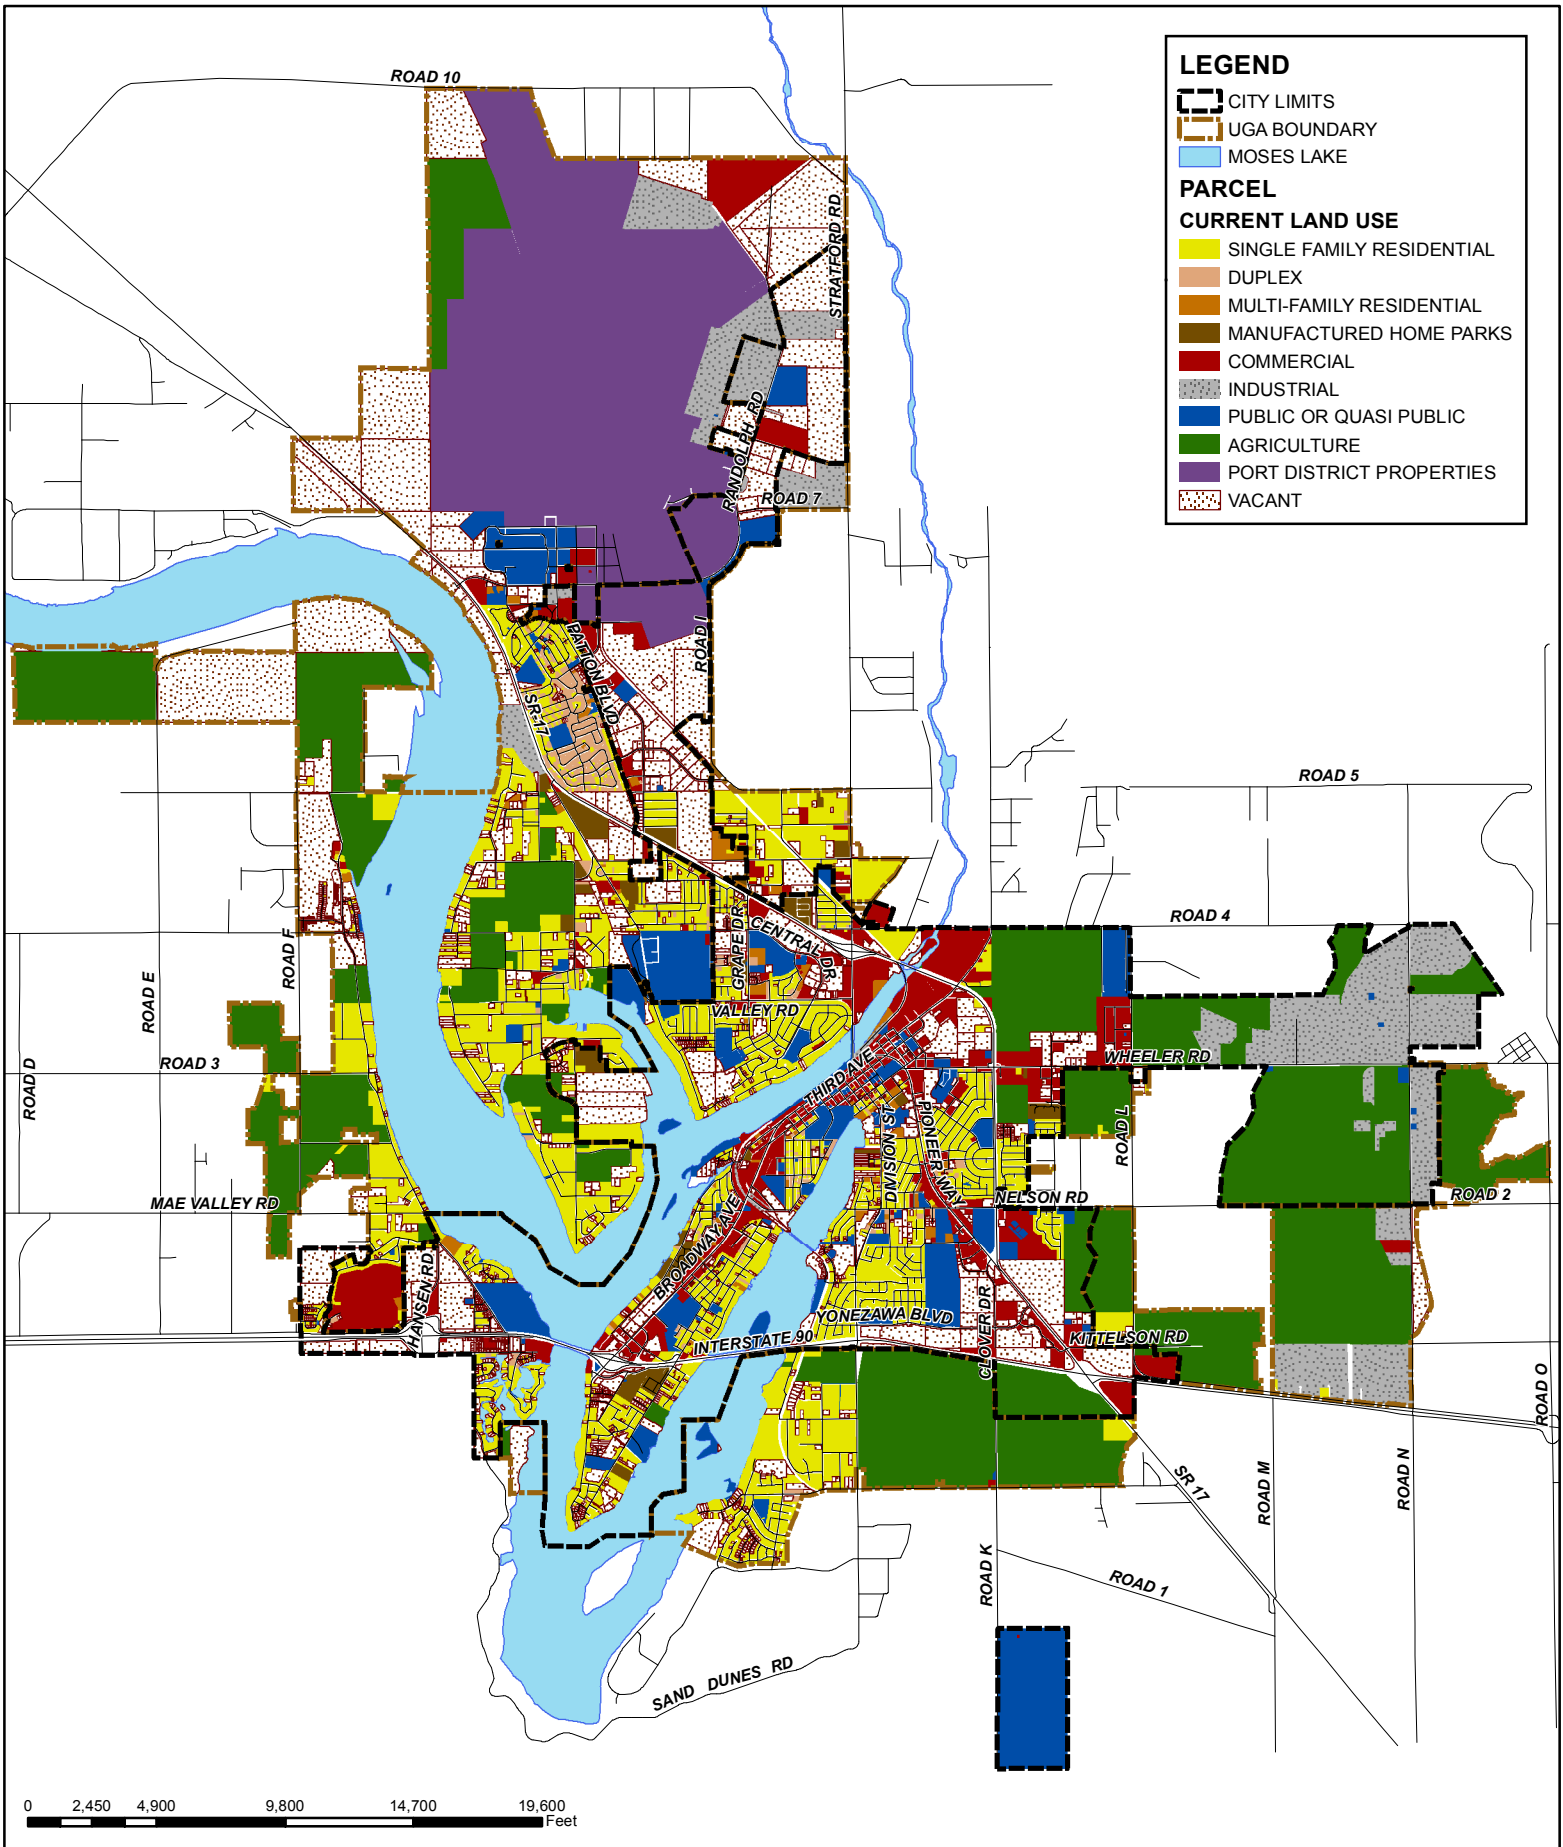 LEGEND
CITY LIMITS
UGA BOUNDARY
MOSES LAKE
PARCEL
CURRENT LAND USE
SINGLE FAMILY RESIDENTIAL
DUPLEX
MULTI-FAMILY RESIDENTIAL
MANUFACTURED HOME PARKS
COMMERCIAL
INDUSTRIAL
PUBLIC OR QUASI PUBLIC
AGRICULTURE
PORT DISTRICT PROPERTIES
VACANT
ROAD 10
STRATFORD RD
RANDOLPH RD
ROAD 7
ROAD I
PATTON BLVD
SR-17
ROAD 5
ROAD 4
GRAPE DR
CENTRAL DR
ROAD F
ROAD E
VALLEY RD
WHEELER RD
ROAD 3
ROAD D
THIRD AVE
DIVISION ST
PIONEER WAY
ROAD L
NELSON RD
ROAD 2
MAE VALLEY RD
BROADWAY AVE
HANSEN RD
YONEZAWA BLVD
INTERSTATE 90
CLOVER DR
KITTELSON RD
ROAD O
ROAD N
ROAD M
SR 17
ROAD K
ROAD 1
SAND DUNES RD
0 2,450 4,900 9,800 14,700 19,600
Feet